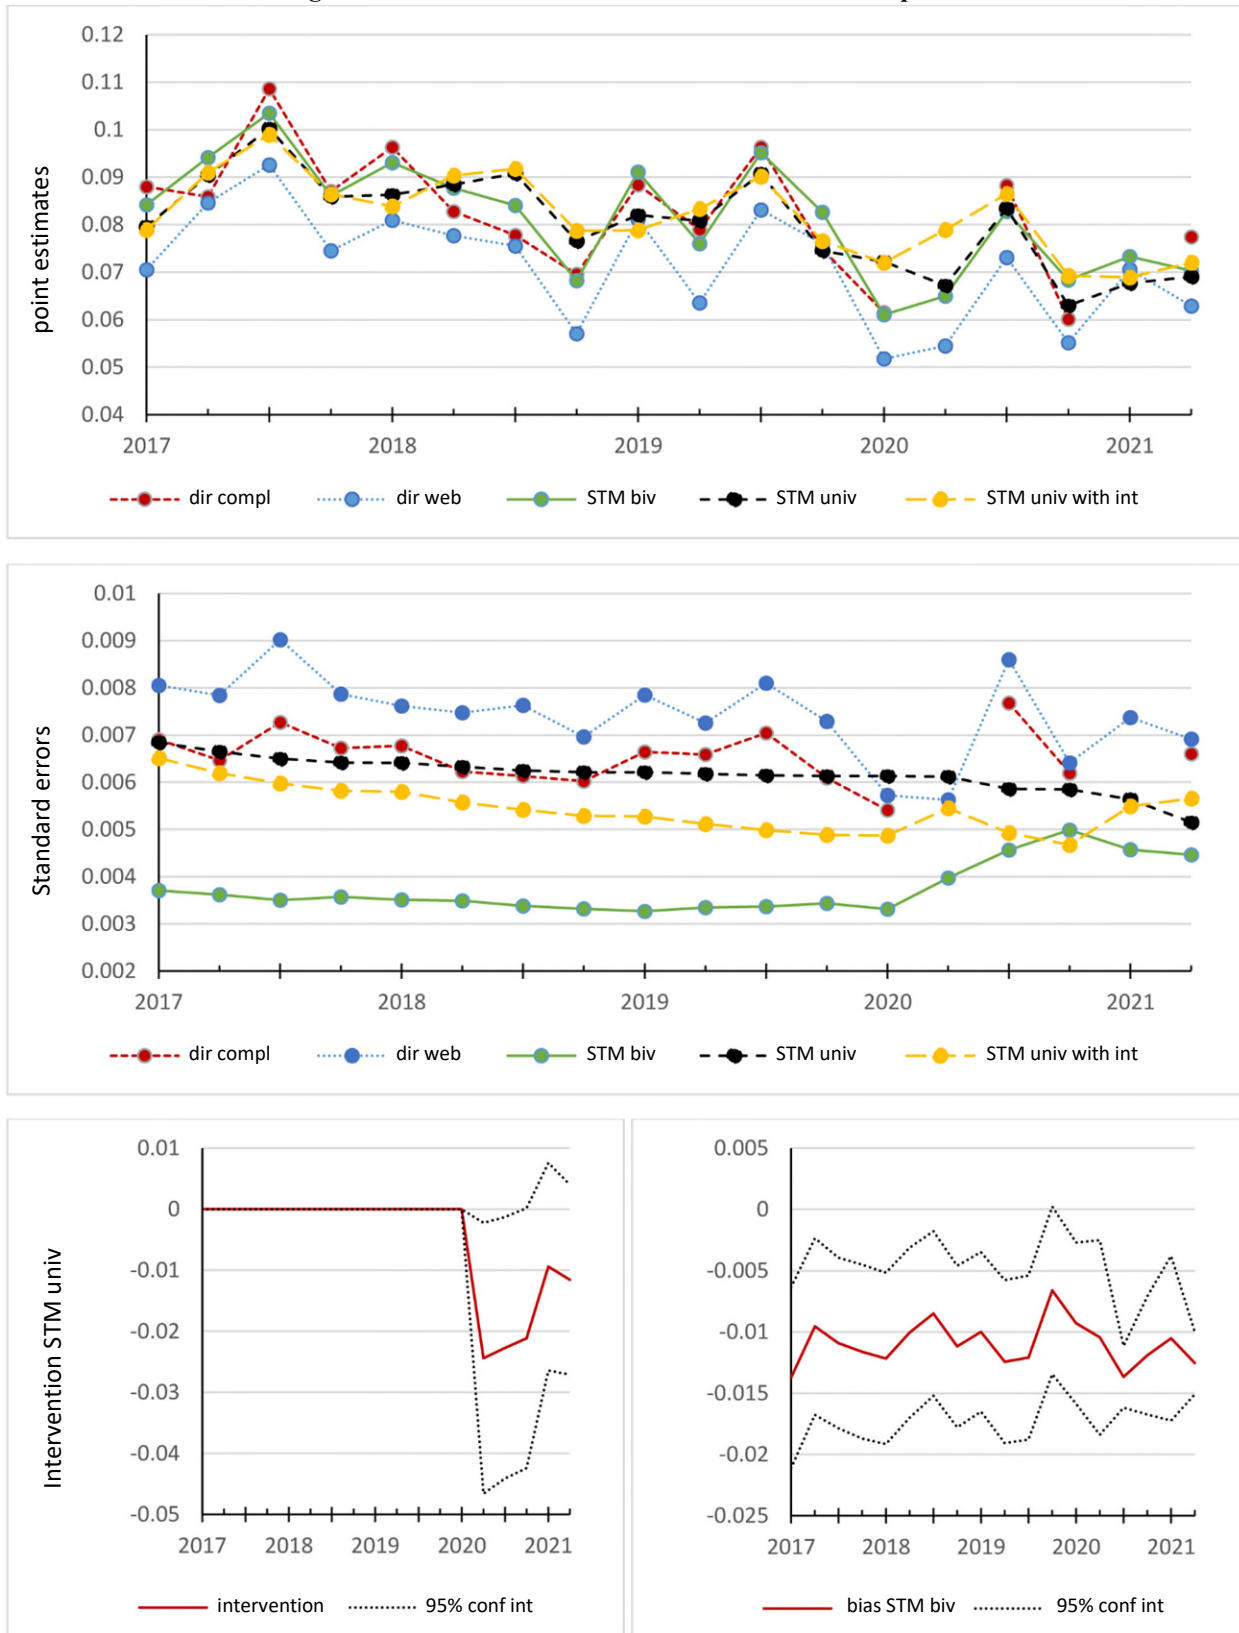 0.12
0.11
0.1
0.09
0.08
0.07
0.06
0.05
0.04
point estimates
2017 2018 2019 2020 2021
dir compl dir web STM biv STM univ STM univ with int
0.01
0.009
0.008
0.007
0.006
0.005
0.004
0.003
0.002
Standard errors
2017 2018 2019 2020 2021
dir compl dir web STM biv STM univ STM univ with int
0.01
0
-0.01
-0.02
-0.03
-0.04
-0.05
Intervention STM univ
2017 2018 2019 2020 2021
intervention 95% conf int
0.005
0
-0.005
-0.01
-0.015
-0.02
-0.025
2017 2018 2019 2020 2021
bias STM biv 95% conf int